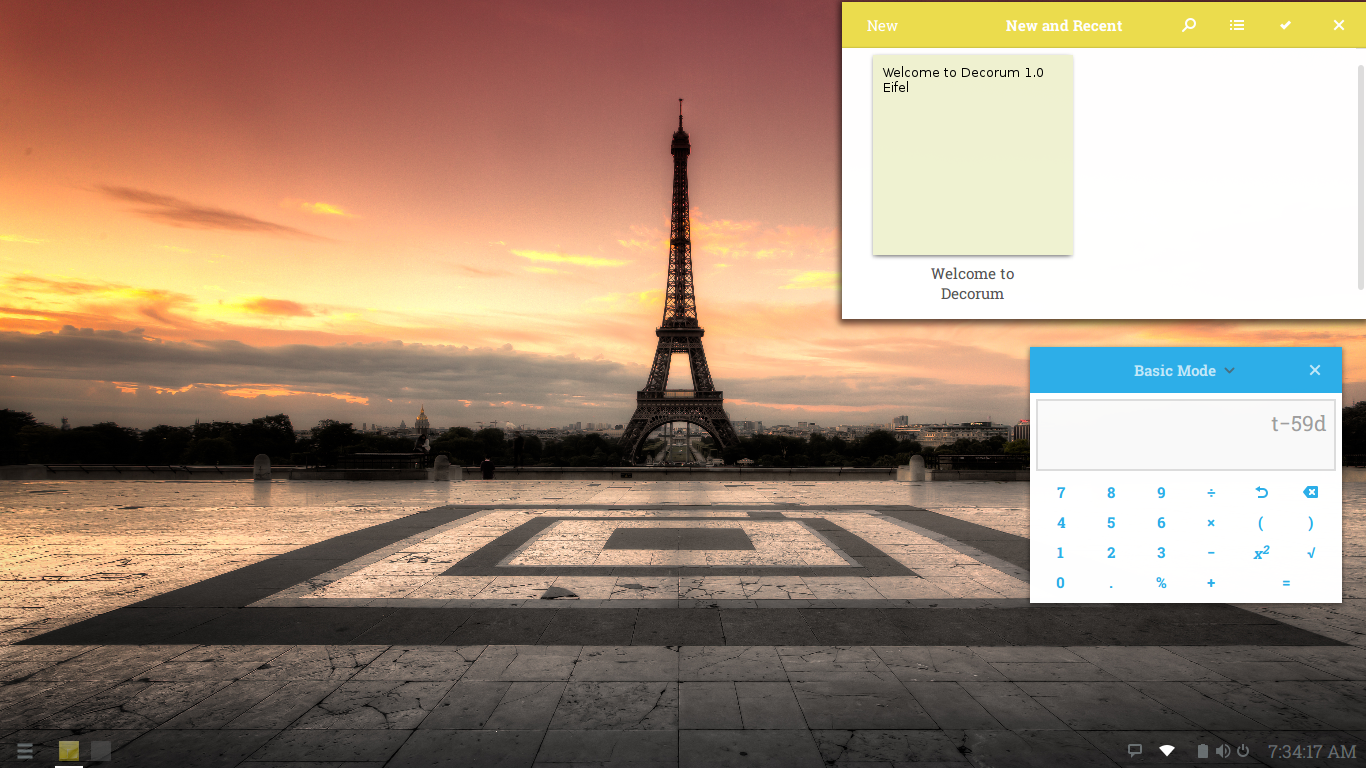 New
New and Recent
Welcome to Decorum 1.0
Eifel
Welcome to
Decorum
Basic Mode
t−59d
7 8 9 ÷
4 5 6 × ( )
1 2 3 − x² √
0 . % + =
7:34:17 AM